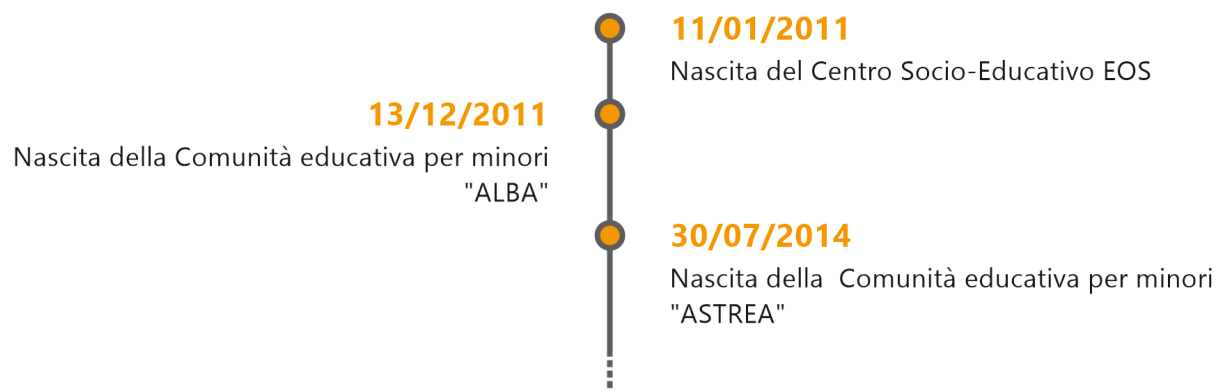 11/01/2011
Nascita del Centro Socio-Educativo EOS
13/12/2011
Nascita della Comunità educativa per minori
"ALBA"
30/07/2014
Nascita della  Comunità educativa per minori
"ASTREA"